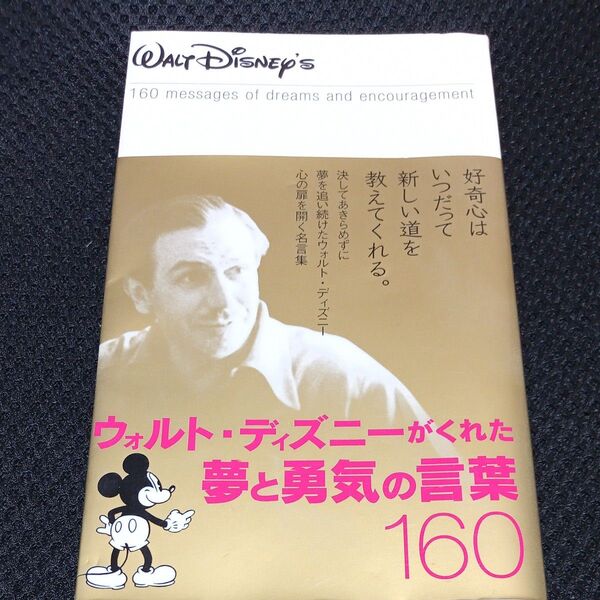 WALT DISNEY'S
160 messages of dreams and encouragement
好奇心は
いつだって
新しい道を
教えてくれる。
決してあきらめずに
夢を追い続けたウォルト・ディズニー
心の扉を開く名言集
ウォルト・ディズニーがくれた
夢と勇気の言葉
160